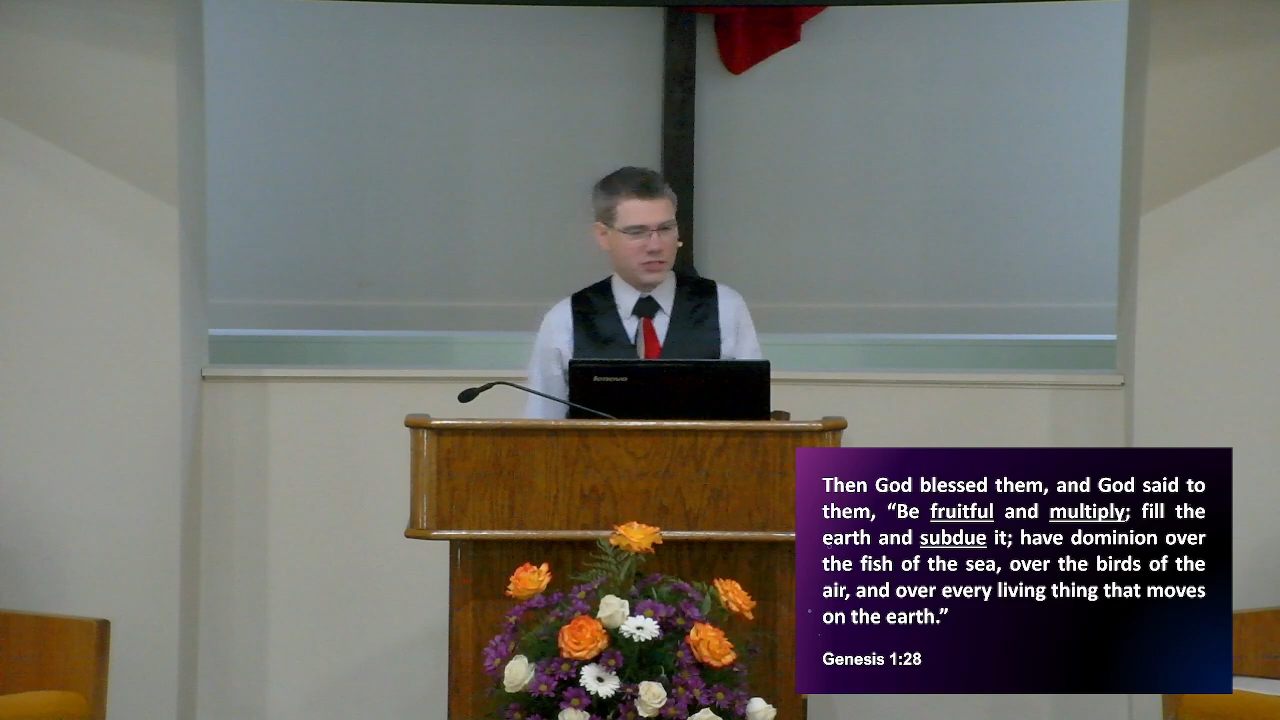 lenovo
Then God blessed them, and God said to
them, “Be fruitful and multiply; fill the
earth and subdue it; have dominion over
the fish of the sea, over the birds of the
air, and over every living thing that moves
on the earth.”
Genesis 1:28